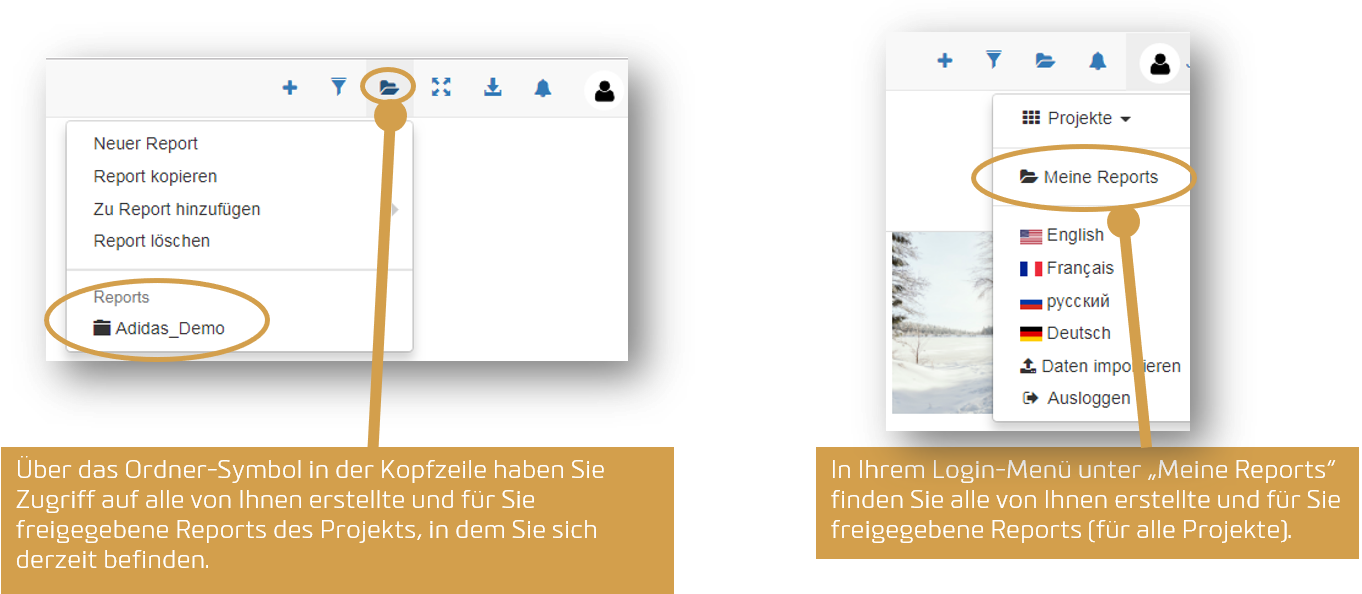 Neuer Report
Report kopieren
Zu Report hinzufügen
Report löschen
Reports
Adidas_Demo
Über das Ordner-Symbol in der Kopfzeile haben Sie
Zugriff auf alle von Ihnen erstellte und für Sie
freigegebene Reports des Projekts, in dem Sie sich
derzeit befinden.
Projekte
Meine Reports
English
Français
русский
Deutsch
Daten importieren
Ausloggen
In Ihrem Login-Menü unter „Meine Reports”
finden Sie alle von Ihnen erstellte und für Sie
freigegebene Reports (für alle Projekte).